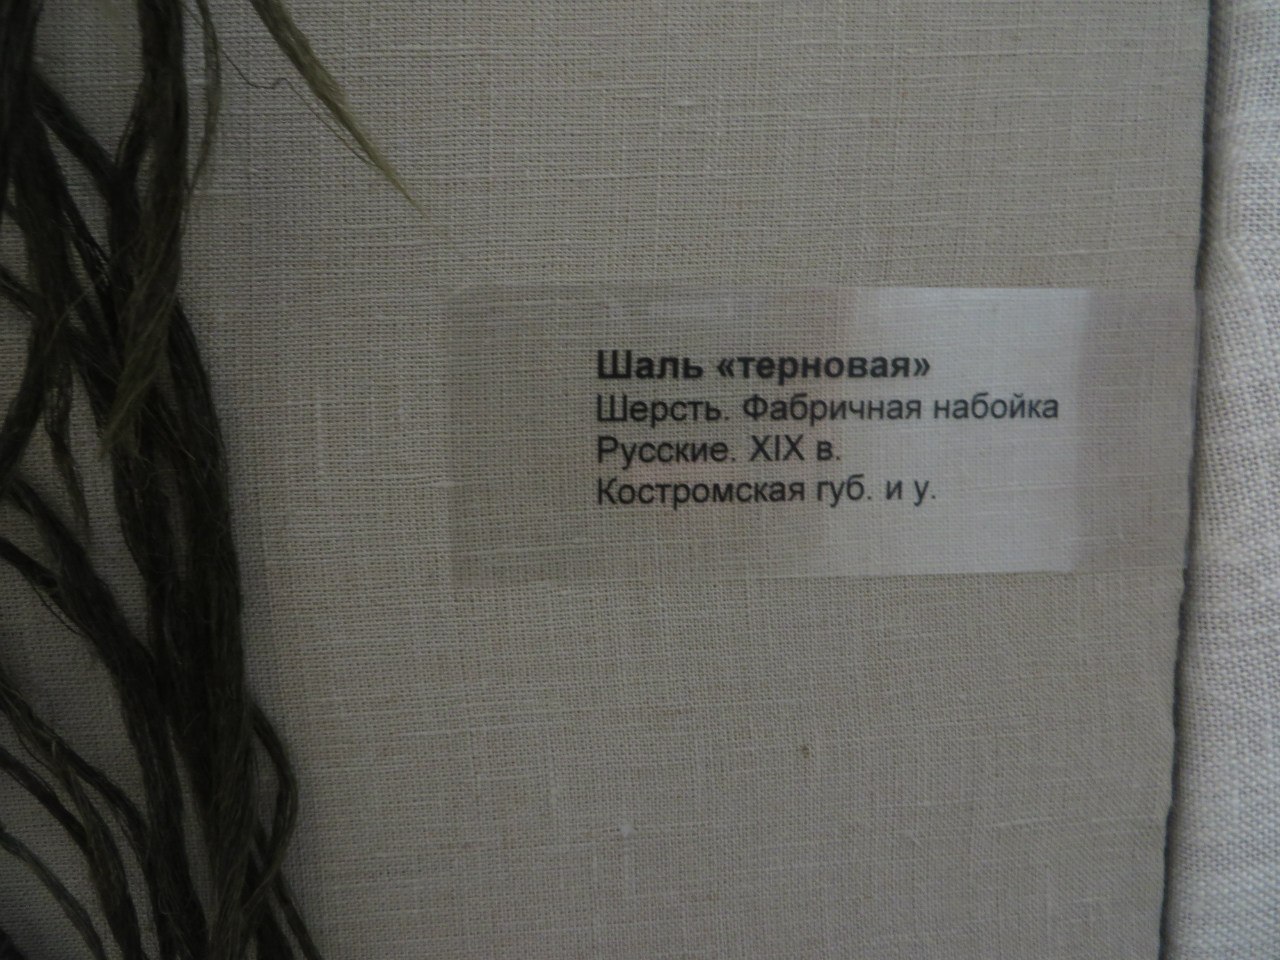 Шаль «терновая»
Шерсть. Фабричная набойка
Русские. XIX в.
Костромская губ. и у.